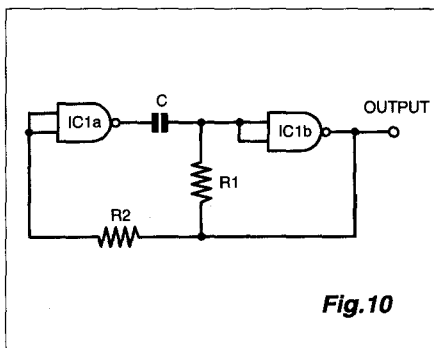 C
IC1a
IC1b
OUTPUT
R1
R2
Fig.10